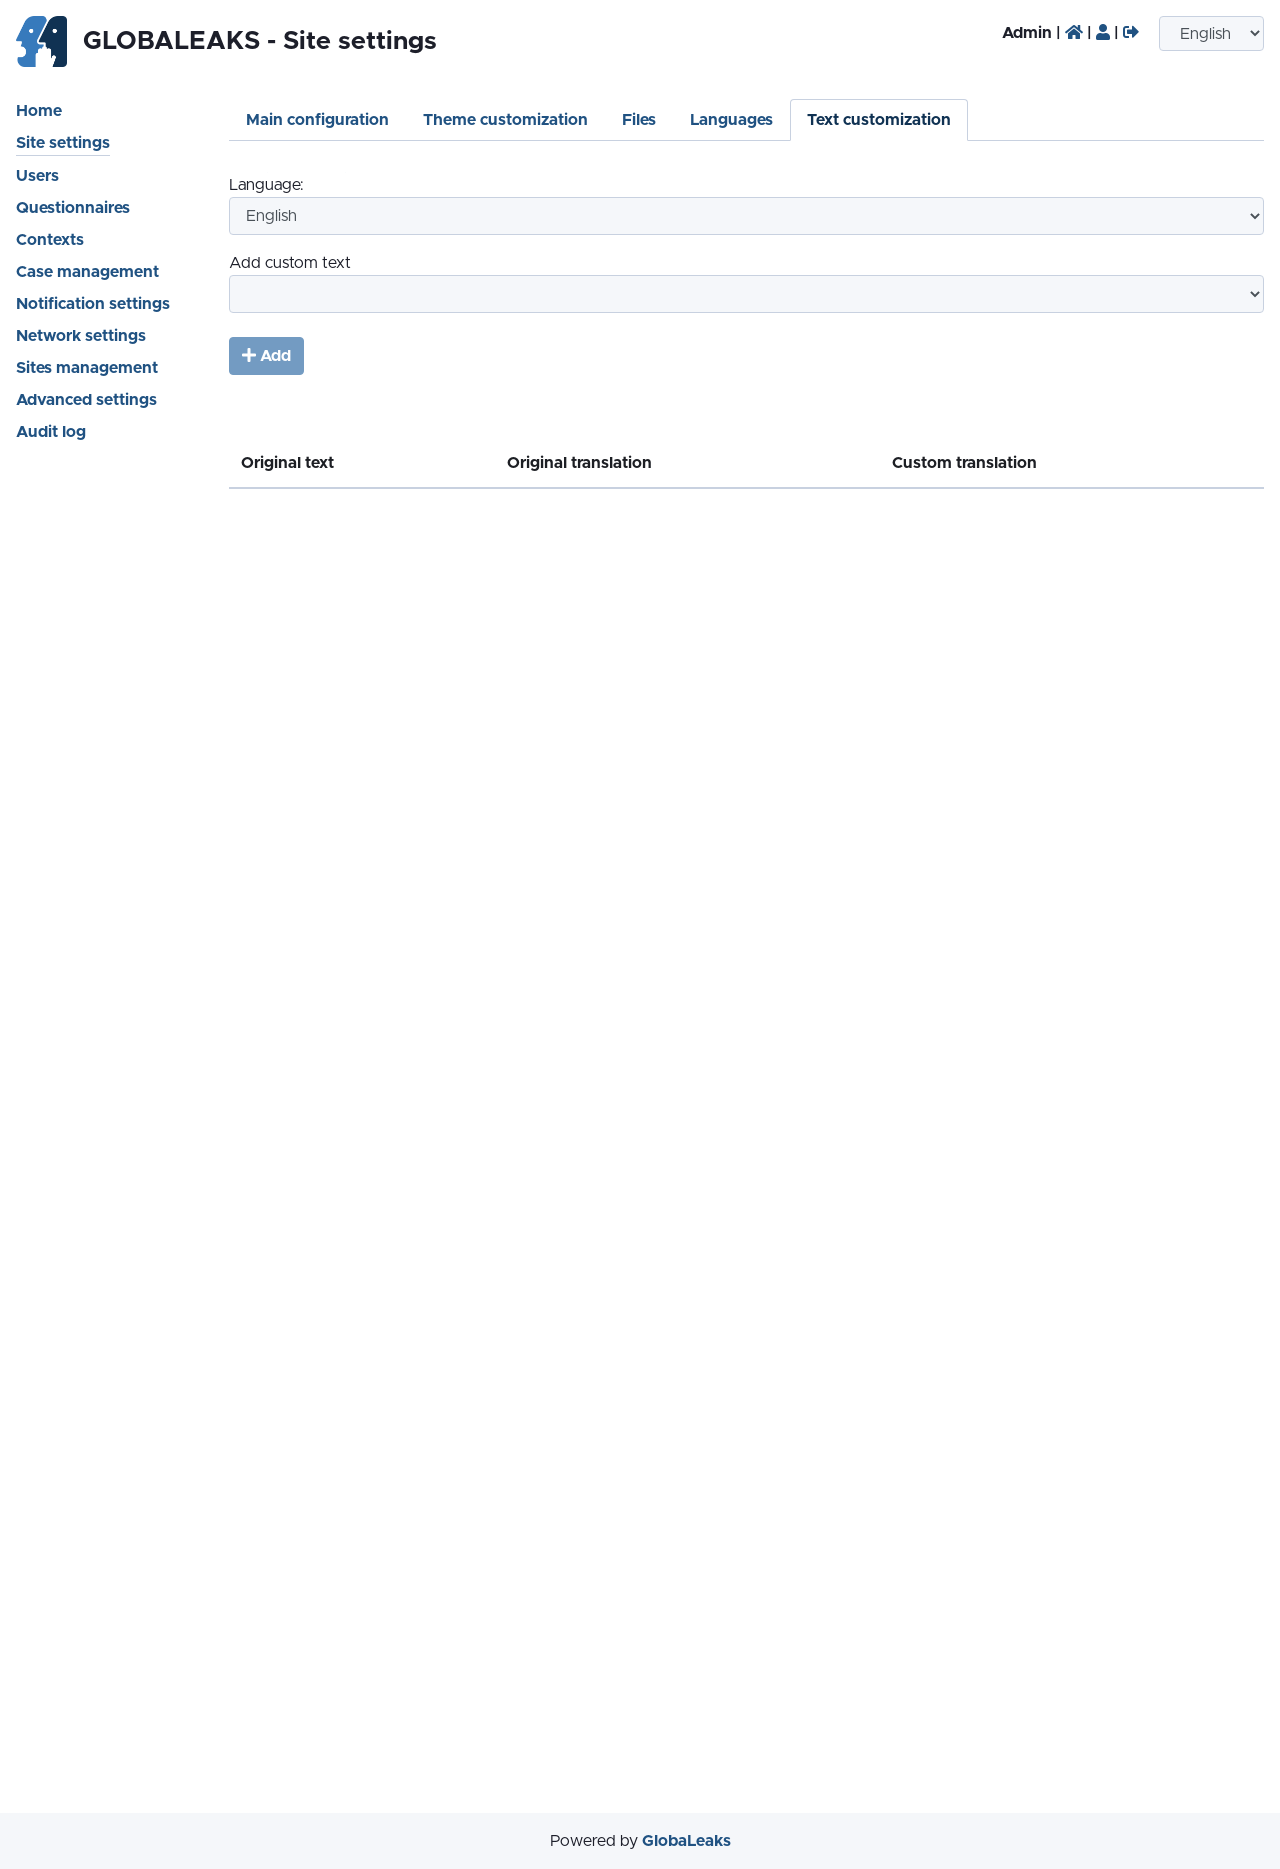 GLOBALEAKS - Site settings
Admin | | |
English
Home
Site settings
Users
Questionnaires
Contexts
Case management
Notification settings
Network settings
Sites management
Advanced settings
Audit log
Main configuration Theme customization Files Languages Text customization
Language:
English
Add custom text
Add
Original text Original translation Custom translation
Powered by GlobaLeaks